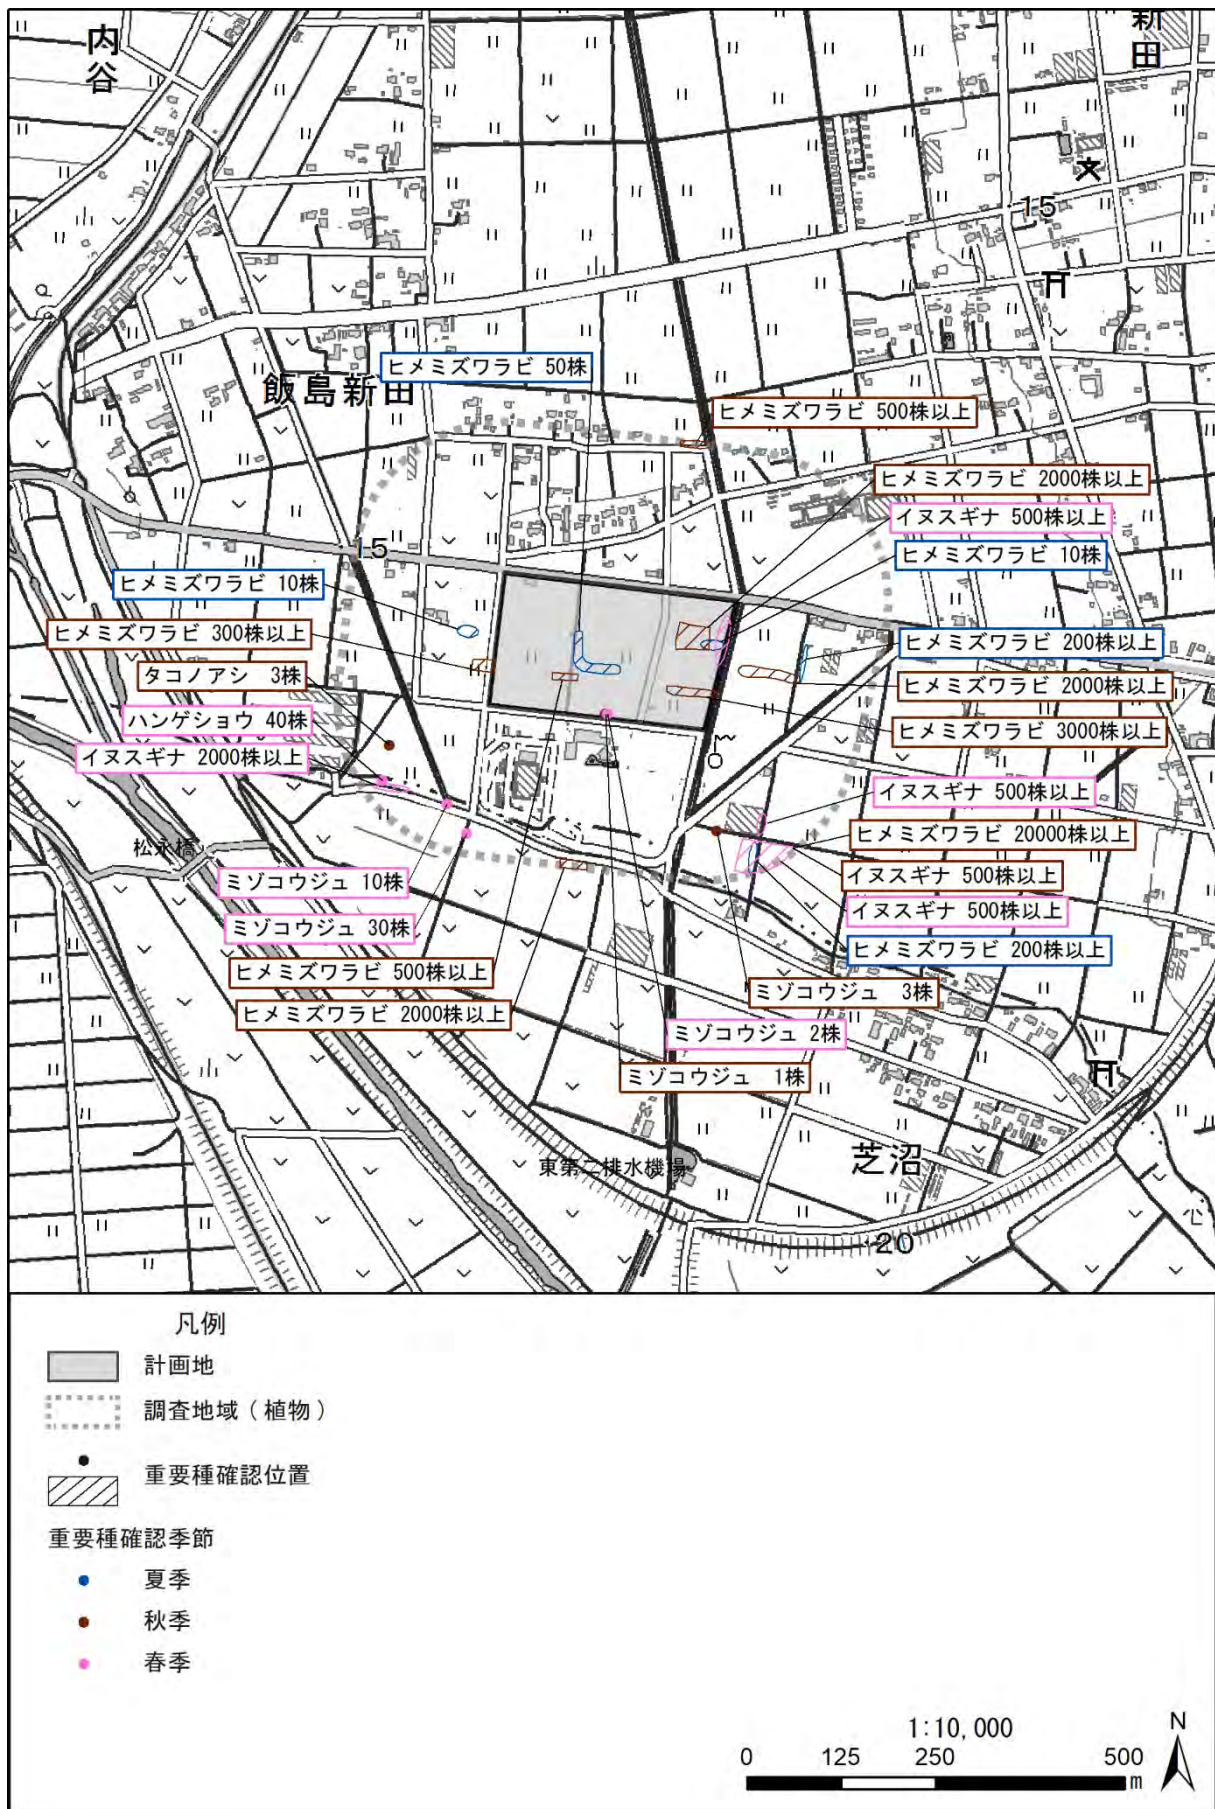 内谷
新田
15
飯島新田
ヒメミズワラビ 50株
ヒメミズワラビ 500株以上
ヒメミズワラビ 2000株以上
イヌスギナ 500株以上
15
ヒメミズワラビ 10株
ヒメミズワラビ 10株
ヒメミズワラビ 300株以上
ヒメミズワラビ 200株以上
タコノアシ 3株
ヒメミズワラビ 2000株以上
ハンゲショウ 40株
ヒメミズワラビ 3000株以上
イヌスギナ 2000株以上
イヌスギナ 500株以上
ヒメミズワラビ 20000株以上
松永橋
イヌスギナ 500株以上
ミゾコウジュ 10株
イヌスギナ 500株以上
ミゾコウジュ 30株
ヒメミズワラビ 200株以上
ヒメミズワラビ 500株以上
ミゾコウジュ 3株
ヒメミズワラビ 2000株以上
ミゾコウジュ 2株
ミゾコウジュ 1株
芝沼
東第二排水機場
20
凡例
計画地
調査地域（植物）
重要種確認位置
重要種確認季節
夏季
秋季
春季
1:10,000
N
0 125 250 500
m